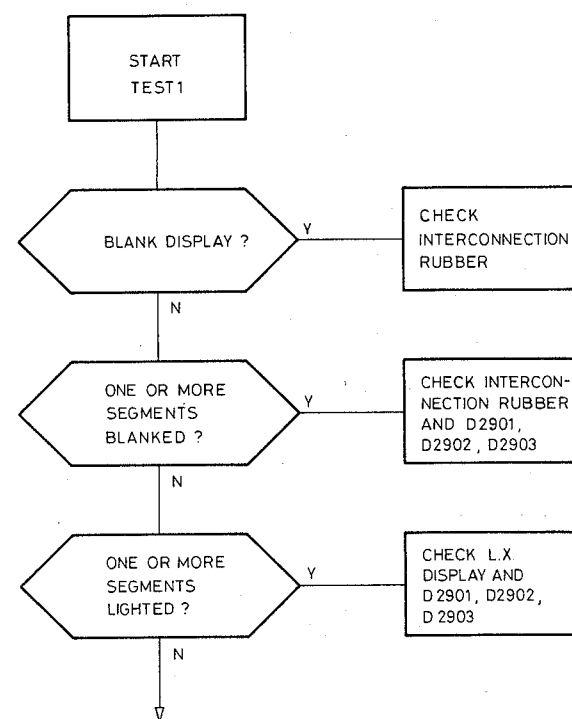 START
TEST1
BLANK DISPLAY ?
Y
CHECK
INTERCONNECTION
RUBBER
N
ONE OR MORE
SEGMENTS
BLANKED ?
Y
CHECK INTERCON-
NECTION RUBBER
AND D2901,
D2902, D2903
N
ONE OR MORE
SEGMENTS
LIGHTED ?
Y
CHECK L.X.
DISPLAY AND
D2901, D2902,
D2903
N